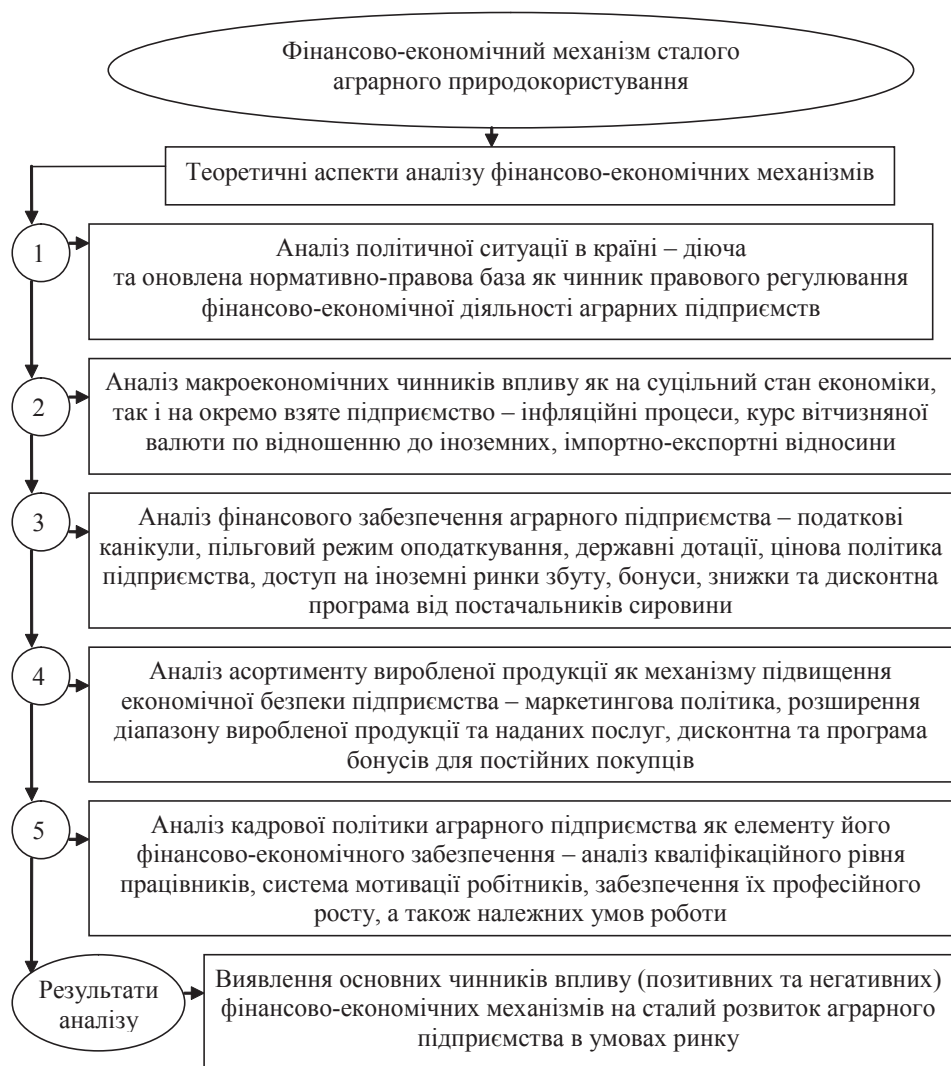 Фінансово-економічний механізм сталого
аграрного природокористування
Теоретичні аспекти аналізу фінансово-економічних механізмів
1
Аналіз політичної ситуації в країні – діюча
та оновлена нормативно-правова база як чинник правового регулювання
фінансово-економічної діяльності аграрних підприємств
2
Аналіз макроекономічних чинників впливу як на суцільний стан економіки,
так і на окремо взяте підприємство – інфляційні процеси, курс вітчизняної
валюти по відношенню до іноземних, імпортно-експортні відносини
3
Аналіз фінансового забезпечення аграрного підприємства – податкові
канікули, пільговий режим оподаткування, державні дотації, цінова політика
підприємства, доступ на іноземні ринки збуту, бонуси, знижки та дисконтна
програма від постачальників сировини
4
Аналіз асортименту виробленої продукції як механізму підвищення
економічної безпеки підприємства – маркетингова політика, розширення
діапазону виробленої продукції та наданих послуг, дисконтна та програма
бонусів для постійних покупців
5
Аналіз кадрової політики аграрного підприємства як елементу його
фінансово-економічного забезпечення – аналіз кваліфікаційного рівня
працівників, система мотивації робітників, забезпечення їх професійного
росту, а також належних умов роботи
Результати
аналізу
Виявлення основних чинників впливу (позитивних та негативних)
фінансово-економічних механізмів на сталий розвиток аграрного
підприємства в умовах ринку